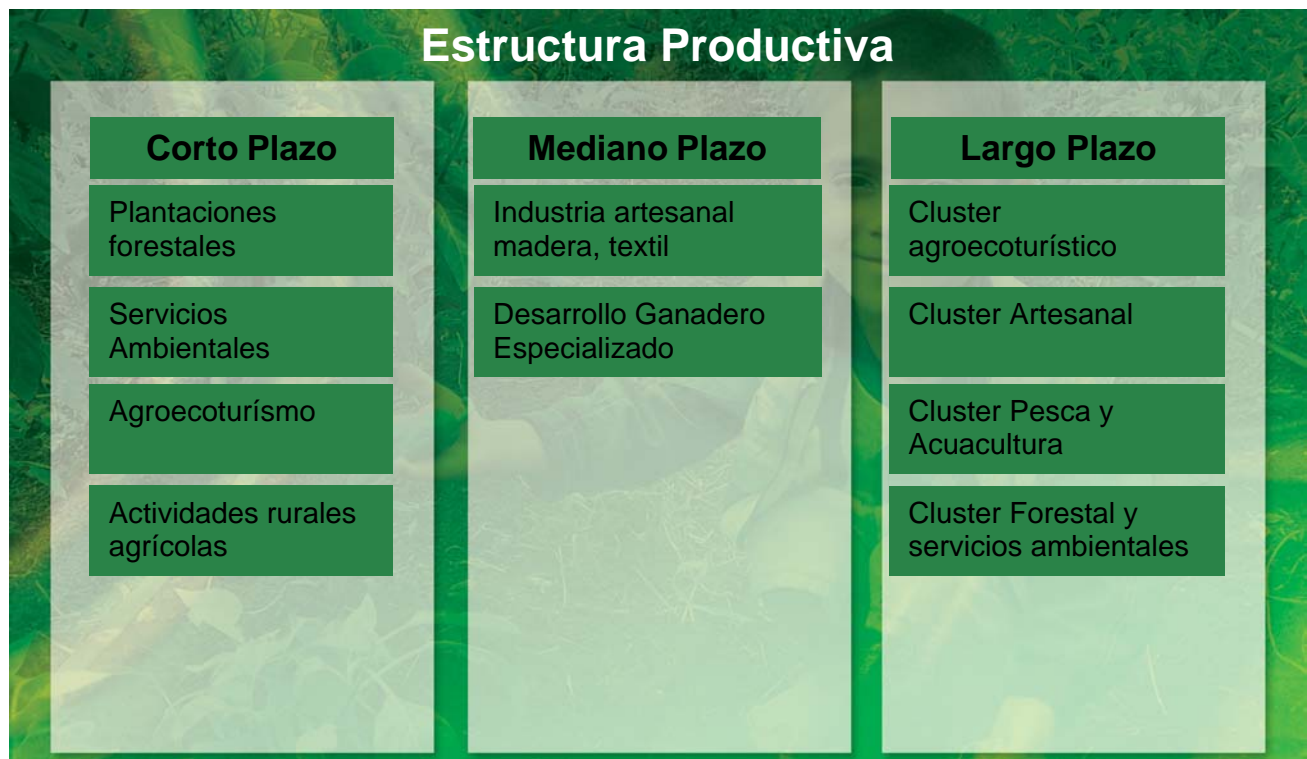 Estructura Productiva
Corto Plazo
Plantaciones
forestales
Servicios
Ambientales
Agroecoturísmo
Actividades rurales
agrícolas
Mediano Plazo
Industria artesanal
madera, textil
Desarrollo Ganadero
Especializado
Largo Plazo
Cluster
agroecoturístico
Cluster Artesanal
Cluster Pesca y
Acuacultura
Cluster Forestal y
servicios ambientales